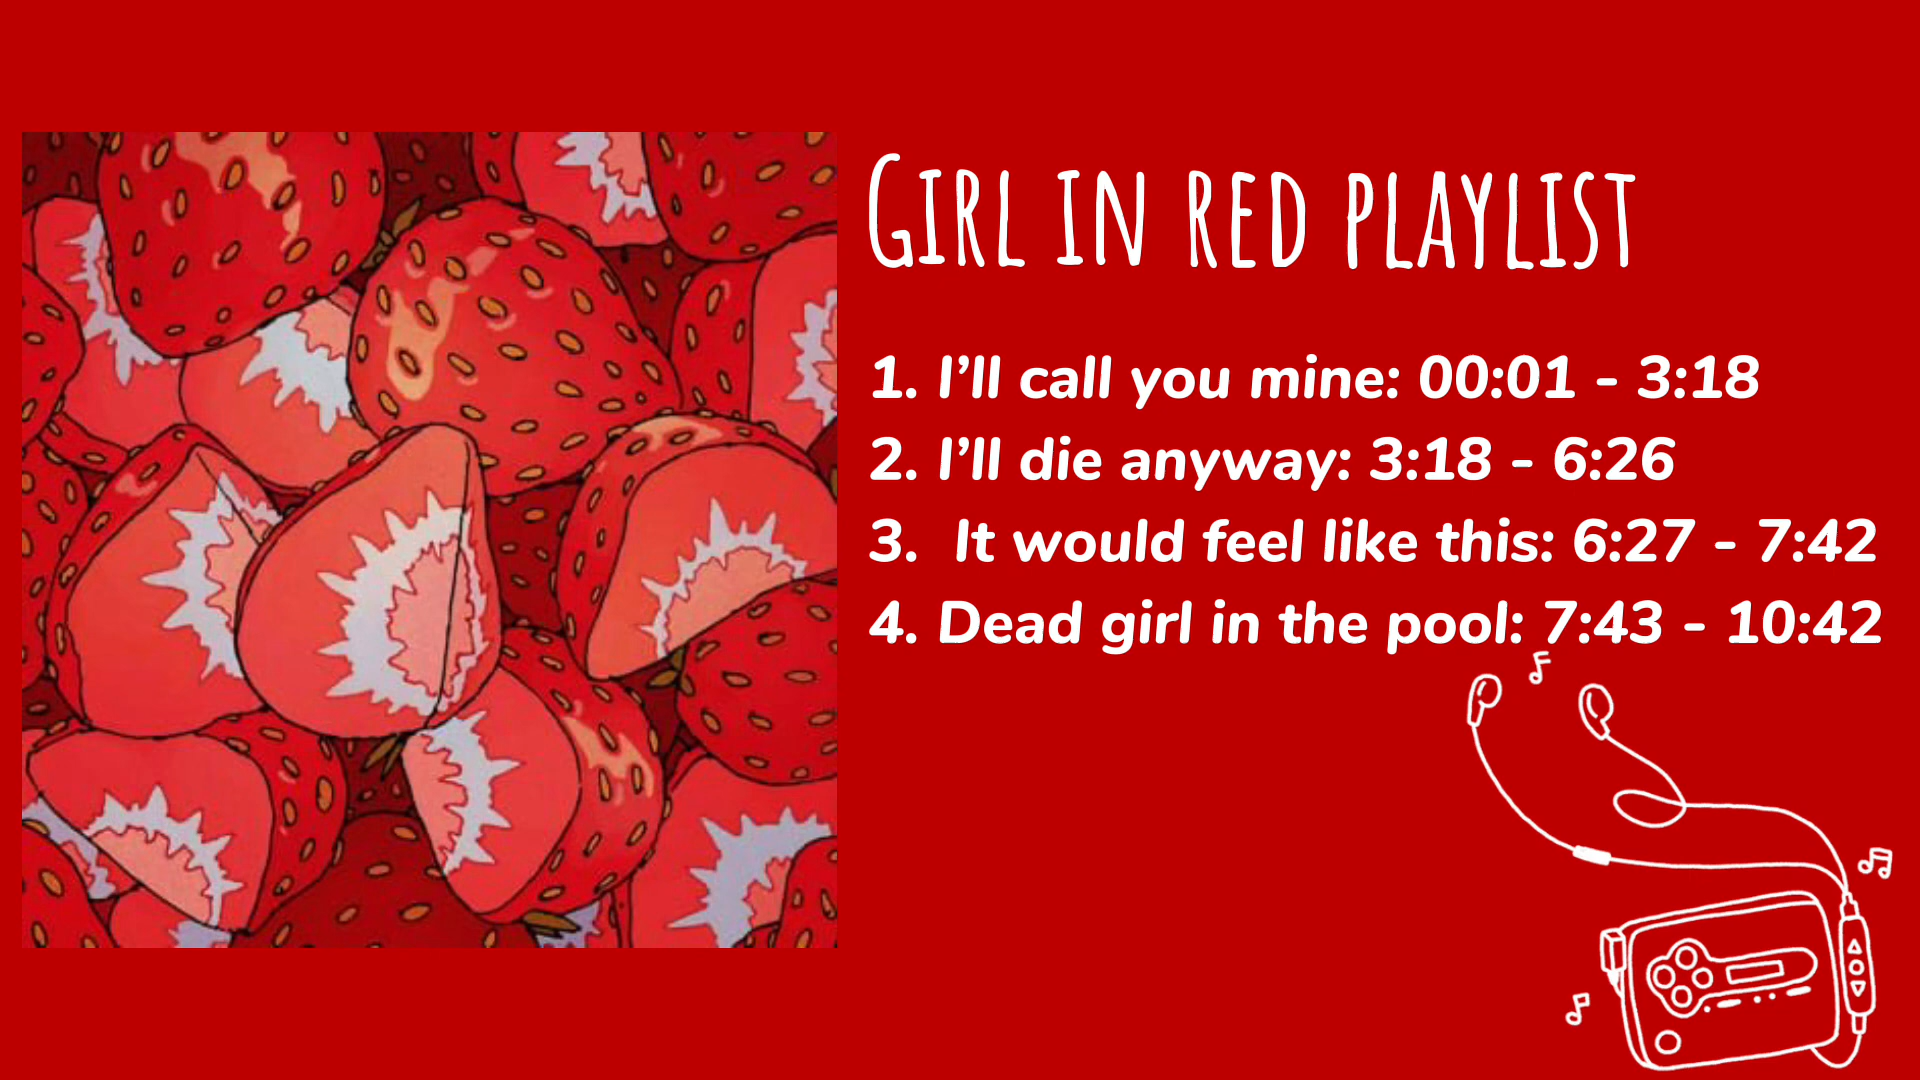 Girl in red playlist
1. I’ll call you mine: 00:01 - 3:18
2. I’ll die anyway: 3:18 - 6:26
3.  It would feel like this: 6:27 - 7:42
4. Dead girl in the pool: 7:43 - 10:42